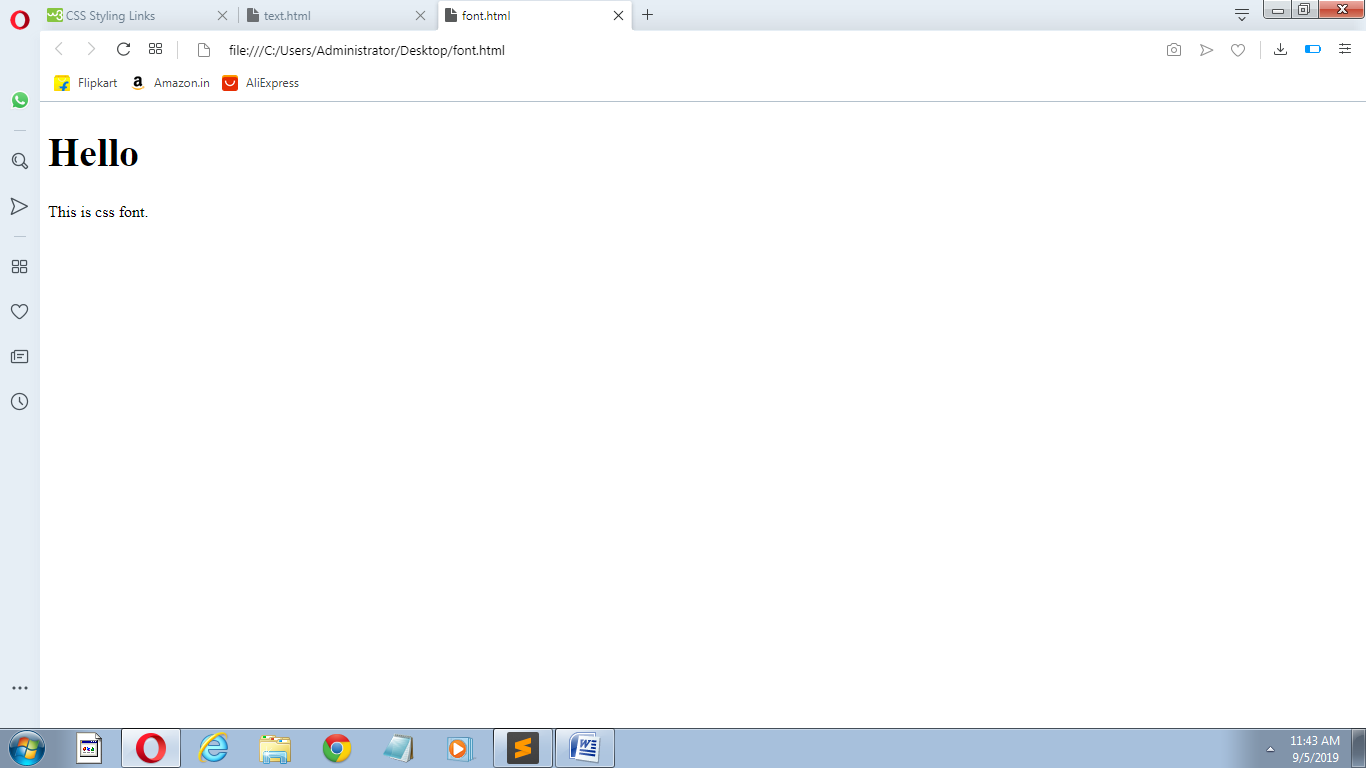 CSS Styling Links
text.html
font.html
file:///C:/Users/Administrator/Desktop/font.html
Flipkart
Amazon.in
AliExpress
Hello
This is css font.
11:43 AM
9/5/2019